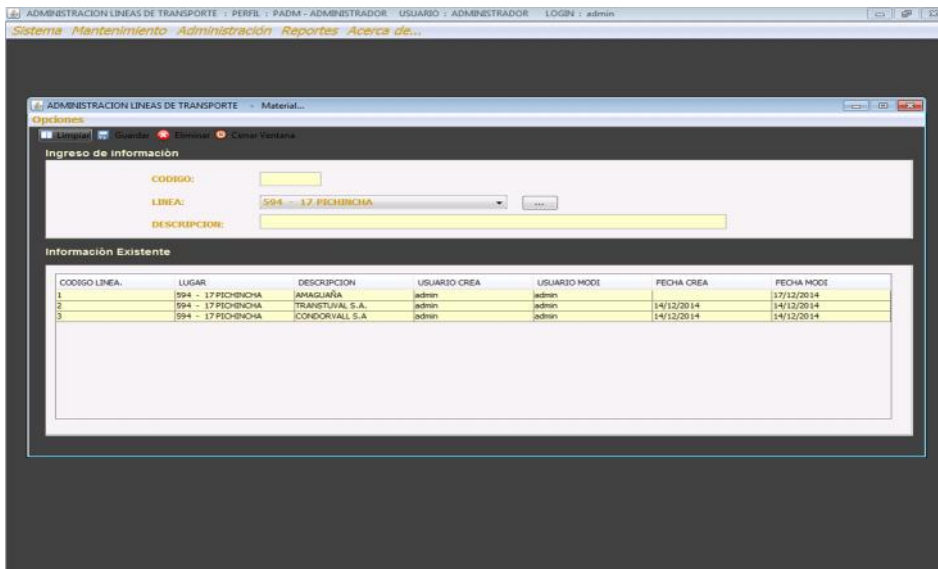 ADMINISTRACION LINEAS DE TRANSPORTE : PERFIL : PADM - ADMINISTRADOR USUARIO : ADMINISTRADOR LOGIN : admin
Sistema Mantenimiento Administración Reportes Acerca de...
ADMINISTRACION LINEAS DE TRANSPORTE - Material...
Opciones
Limpiar Guardar Eliminar Cerrar Ventana
Ingreso de informaciòn
CODIGO:
LINEA: 594 - 17 PICHINCHA ...
DESCRIPCION:
Informaciòn Existente
CODIGO LINEA. LUGAR DESCRIPCION USUARIO CREA USUARIO MODI FECHA CREA FECHA MODI
1 594 - 17 PICHINCHA AMAGUAÑA admin admin 17/12/2014
2 594 - 17 PICHINCHA TRANSTUVAL S.A. admin admin 14/12/2014 14/12/2014
3 594 - 17 PICHINCHA CONDORVALL S.A admin admin 14/12/2014 14/12/2014